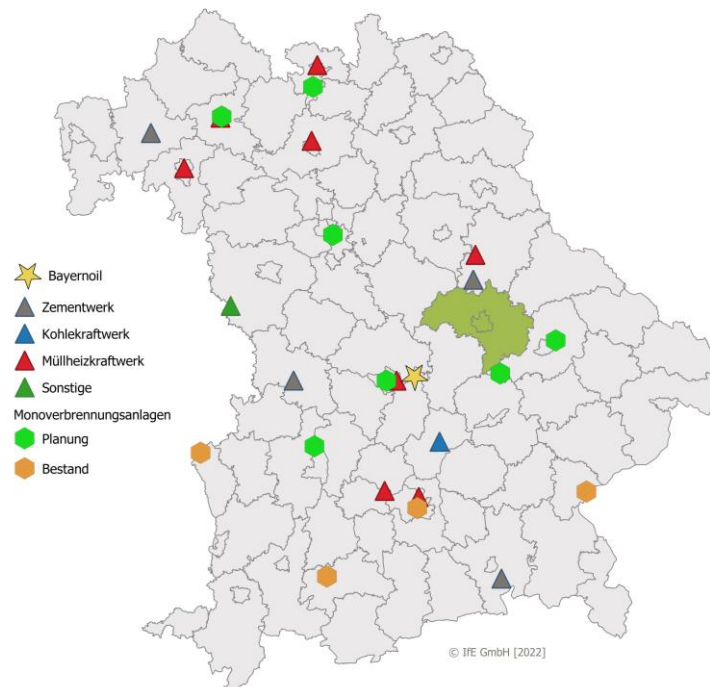 Bayernoil
Zementwerk
Kohlekraftwerk
Müllheizkraftwerk
Sonstige
Monoverbrennungsanlagen
Planung
Bestand
© IfE GmbH [2022]